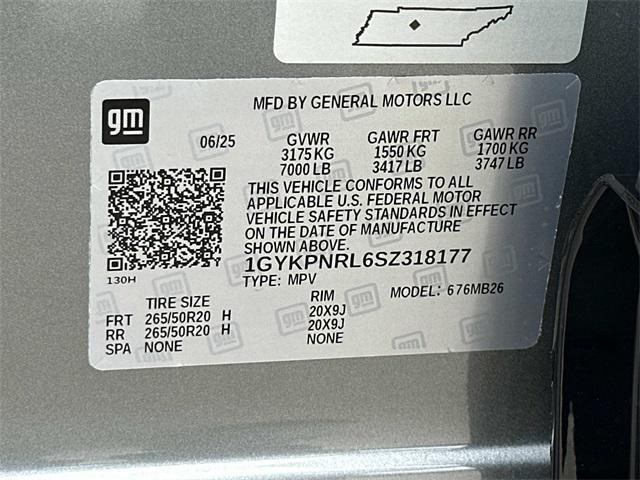 gm
MFD BY GENERAL MOTORS LLC
06/25 GVWR GAWR FRT GAWR RR
3175 KG 1550 KG 1700 KG
7000 LB 3417 LB 3747 LB
THIS VEHICLE CONFORMS TO ALL
APPLICABLE U.S. FEDERAL MOTOR
VEHICLE SAFETY STANDARDS IN EFFECT
ON THE DATE OF MANUFACTURE
SHOWN ABOVE.
1GYKPNRL6SZ318177
130H
TYPE: MPV MODEL: 676MB26
TIRE SIZE RIM
FRT 265/50R20 H 20X9J
RR 265/50R20 H 20X9J
SPA NONE NONE